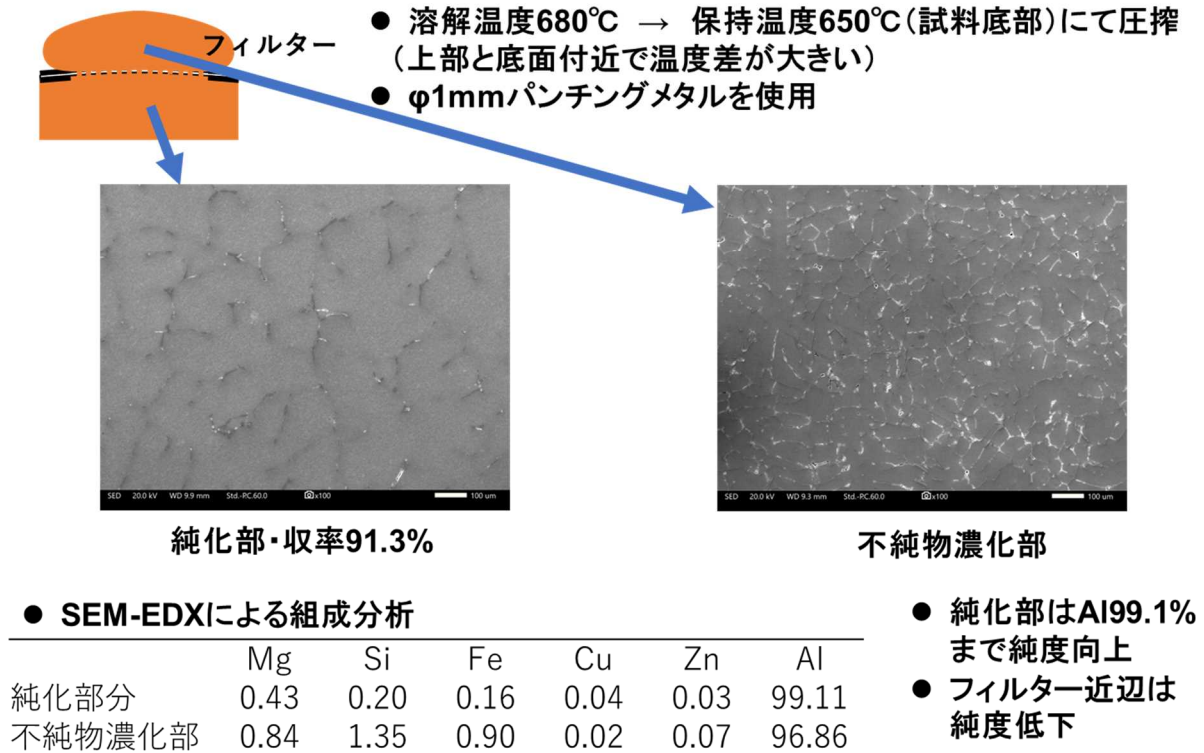 フィルター
● 溶解温度680℃ → 保持温度650℃(試料底部)にて圧搾
(上部と底面付近で温度差が大きい)
● φ1mmパンチングメタルを使用
SED 20.0 kV WD 9.9 mm Std.-P.C.60.0 x100 100 um
SED 20.0 kV WD 9.3 mm Std.-P.C.60.0 x100 100 um
純化部・収率91.3%
不純物濃化部
● SEM-EDXによる組成分析
Mg Si Fe Cu Zn Al
純化部分 0.43 0.20 0.16 0.04 0.03 99.11
不純物濃化部 0.84 1.35 0.90 0.02 0.07 96.86
● 純化部はAl99.1%
まで純度向上
● フィルター近辺は
純度低下